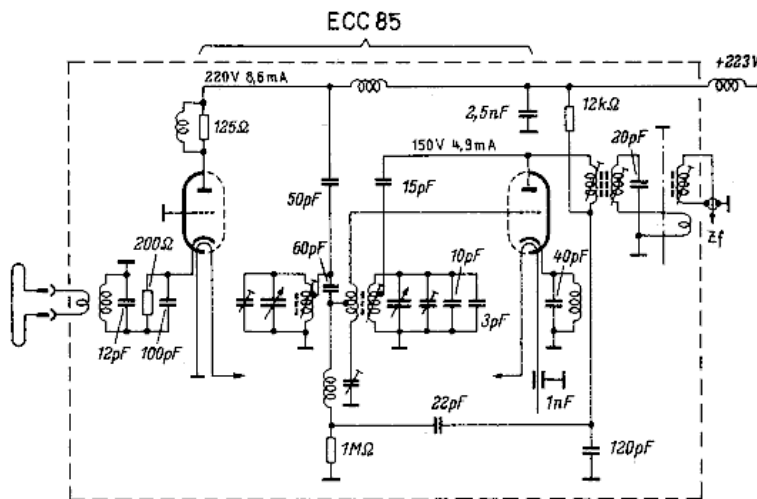 ECC 85
220V 8,6mA
+223V
125Ω
2,5nF
12kΩ
150V 4,9mA
20pF
50pF
15pF
200Ω
60pF
10pF
40pF
Zf
12pF
100pF
3pF
22pF
1nF
1MΩ
120pF